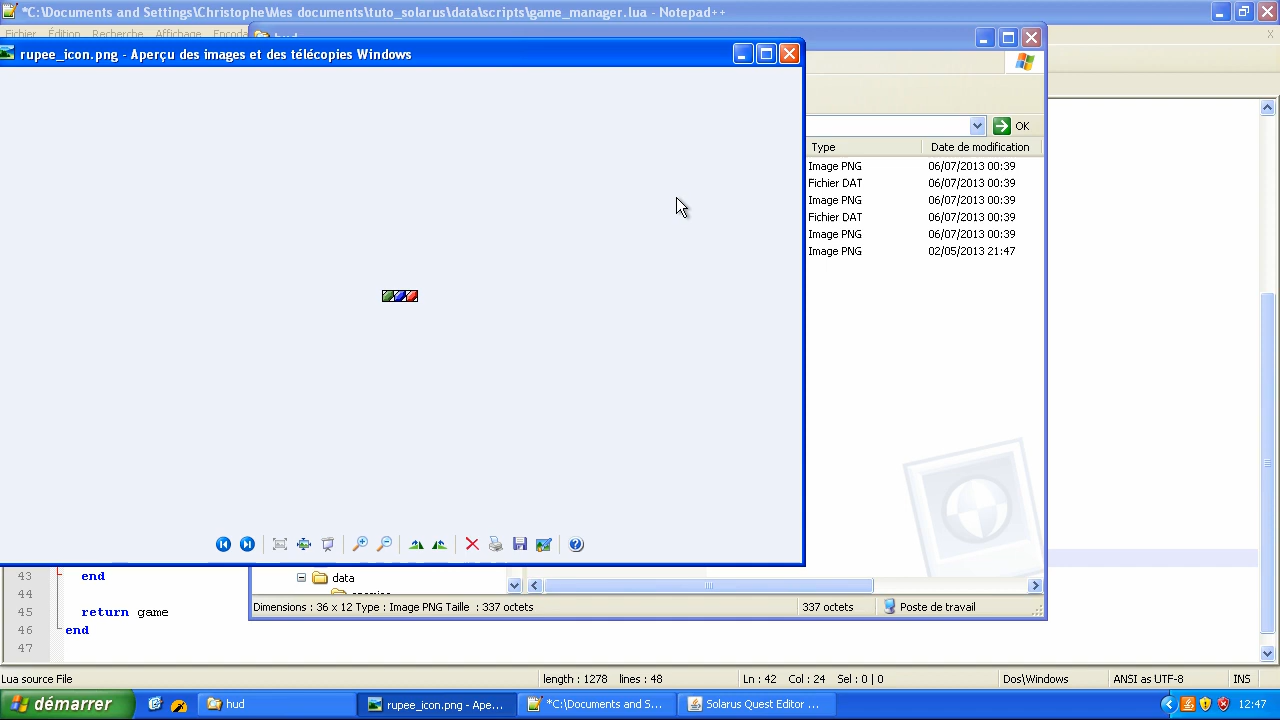 *C:\Documents and Settings\Christophe\Mes documents\tuto_solarus\data\scripts\game_manager.lua - Notepad++
Fichier Édition Recherche Affichage
hud
rupee_icon.png - Aperçu des images et des télécopies Windows
OK
Type Date de modification
Image PNG 06/07/2013 00:39
Fichier DAT 06/07/2013 00:39
Image PNG 06/07/2013 00:39
Fichier DAT 06/07/2013 00:39
Image PNG 06/07/2013 00:39
Image PNG 02/05/2013 21:47
43 end
data
44
Dimensions : 36 x 12 Type : Image PNG Taille : 337 octets 337 octets Poste de travail
45 return game
46 end
47
Lua source File length : 1278 lines : 48 Ln : 42 Col : 24 Sel : 0 | 0 Dos\Windows ANSI as UTF-8 INS
démarrer hud rupee_icon.png - Ape... *C:\Documents and S... Solarus Quest Editor ... 12:47